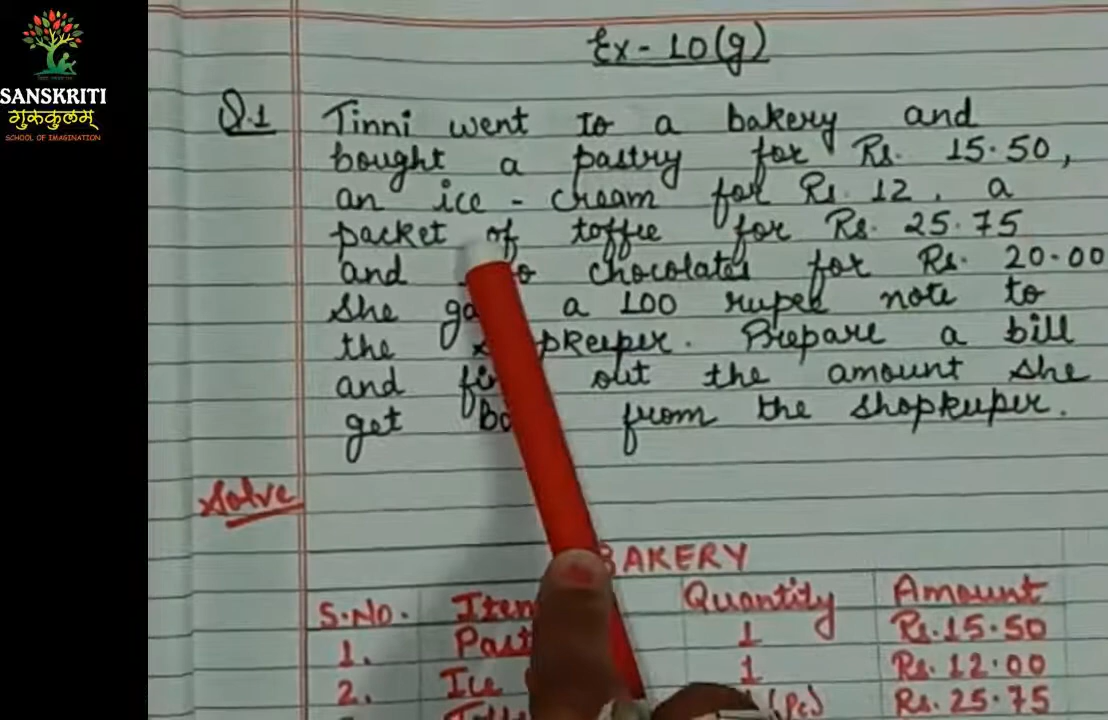 SANSKRITI
गुरुकुलम्
SCHOOL OF IMAGINATION
Ex - 10(g)
Q.1 Tinni went to a bakery and
bought a pastry for Rs. 15.50,
an ice - cream for Rs. 12, a
packet of toffee for Rs. 25.75
and chocolates for Rs. 20.00
She a 100 rupee note to
the Prepare a bill
and out the amount she
get from the shopkeeper.
Solve
BAKERY
S.No. Item Quantity Amount
1. 1 Rs. 15.50
2. Ice 1 Rs. 12.00
(Pc) Rs. 25.75